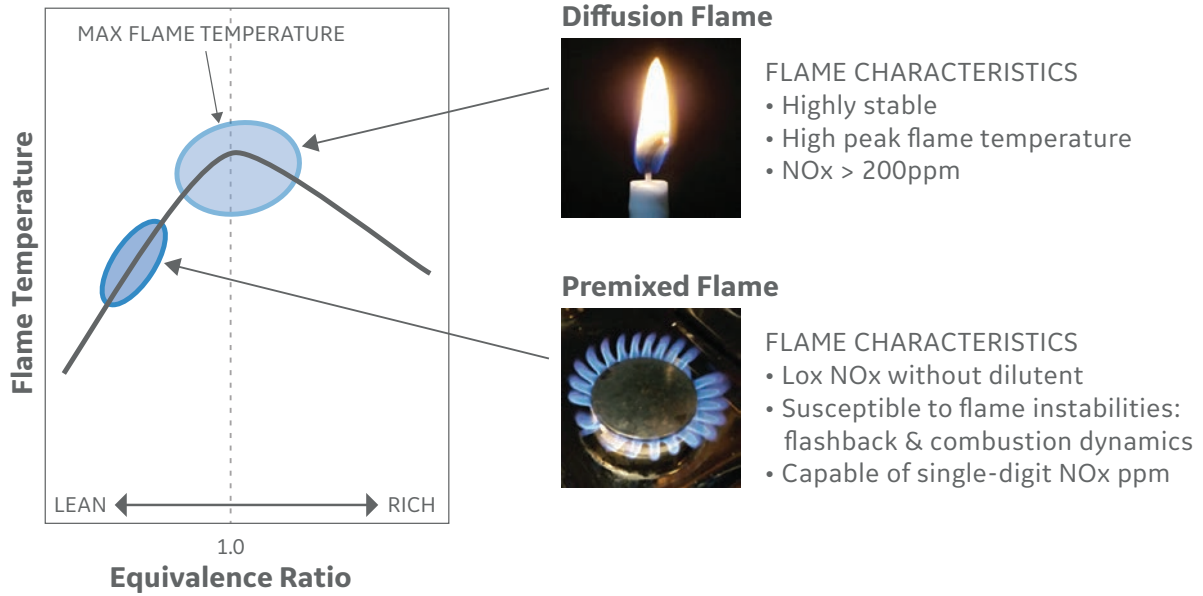 MAX FLAME TEMPERATURE
Flame Temperature
LEAN
RICH
1.0
Equivalence Ratio
Diffusion Flame
FLAME CHARACTERISTICS
• Highly stable
• High peak flame temperature
• NOx > 200ppm
Premixed Flame
FLAME CHARACTERISTICS
• Lox NOx without dilutent
• Susceptible to flame instabilities:
flashback & combustion dynamics
• Capable of single-digit NOx ppm